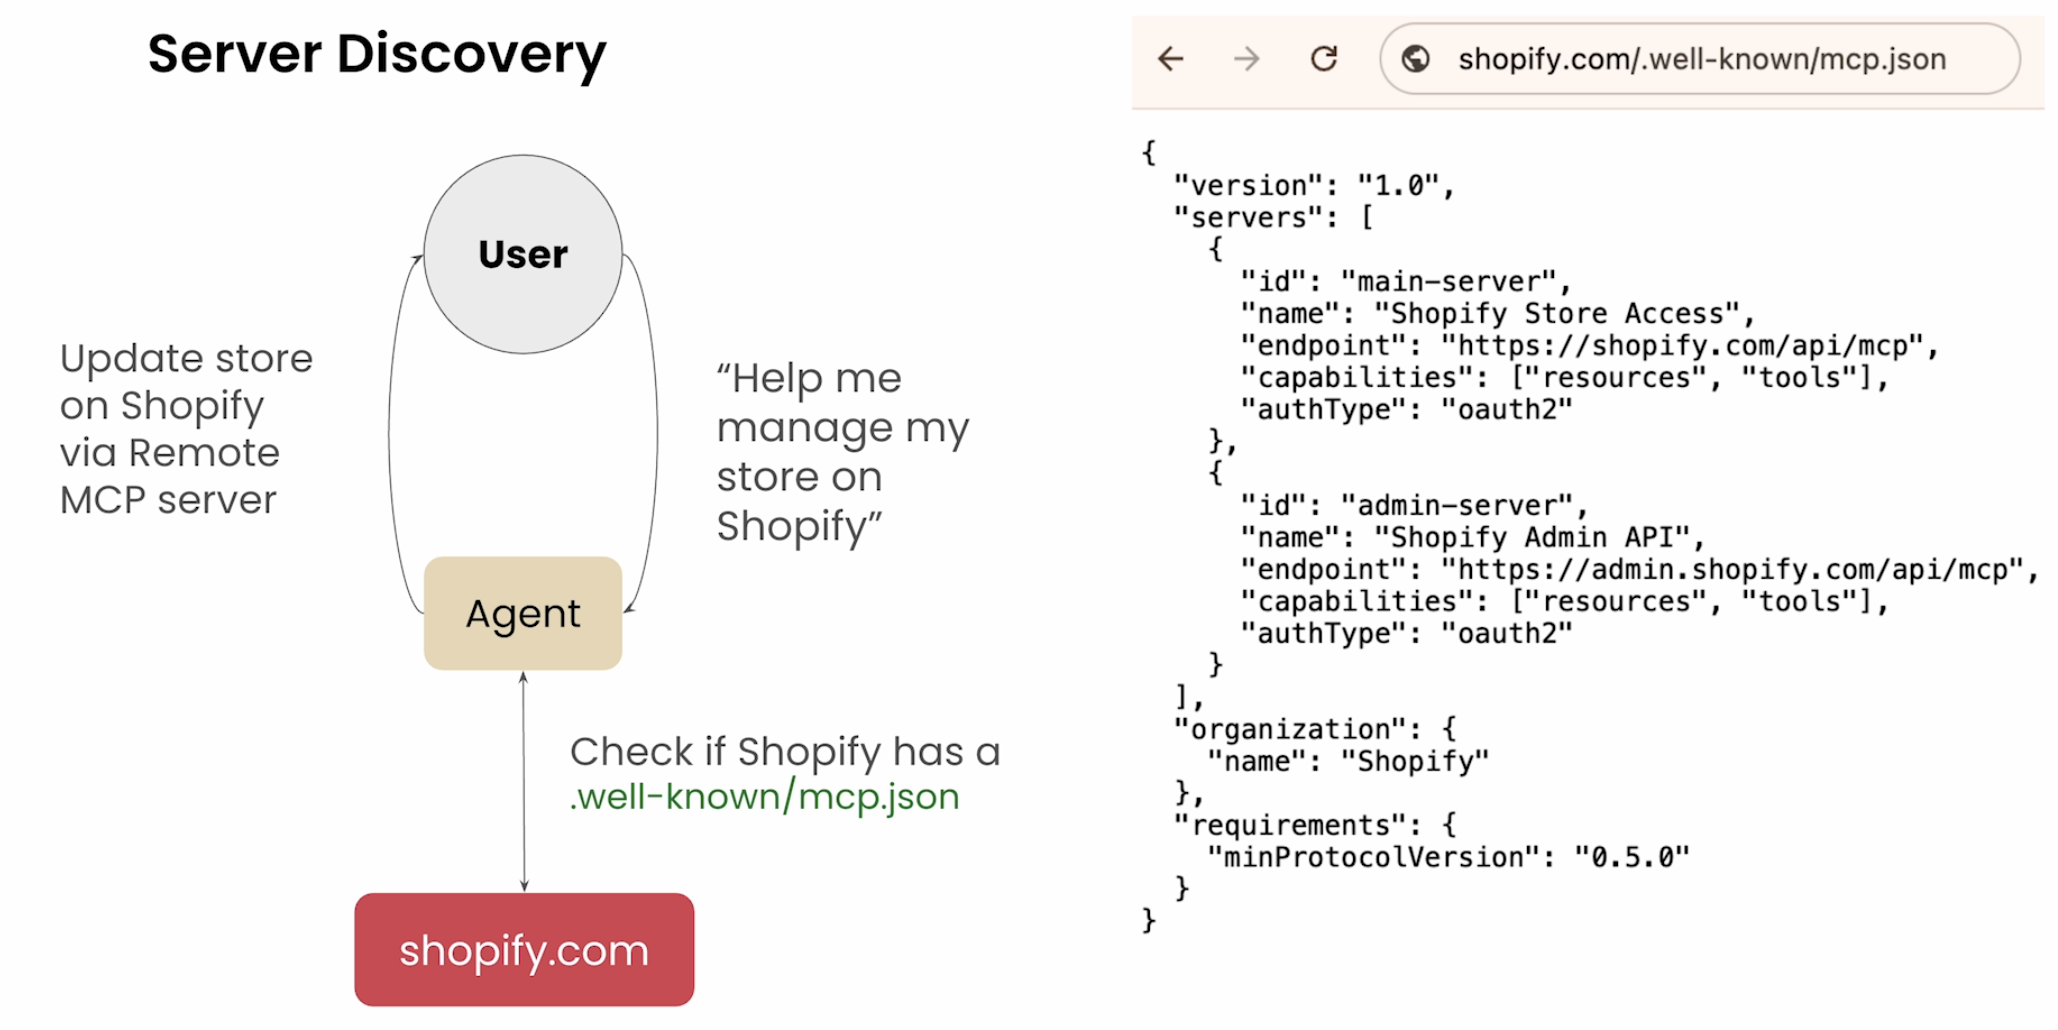 Server Discovery
User
Update store
on Shopify
via Remote
MCP server
“Help me
manage my
store on
Shopify”
Agent
Check if Shopify has a
.well-known/mcp.json
shopify.com
shopify.com/.well-known/mcp.json
{
  "version": "1.0",
  "servers": [
    {
      "id": "main-server",
      "name": "Shopify Store Access",
      "endpoint": "https://shopify.com/api/mcp",
      "capabilities": ["resources", "tools"],
      "authType": "oauth2"
    },
    {
      "id": "admin-server",
      "name": "Shopify Admin API",
      "endpoint": "https://admin.shopify.com/api/mcp",
      "capabilities": ["resources", "tools"],
      "authType": "oauth2"
    }
  ],
  "organization": {
    "name": "Shopify"
  },
  "requirements": {
    "minProtocolVersion": "0.5.0"
  }
}